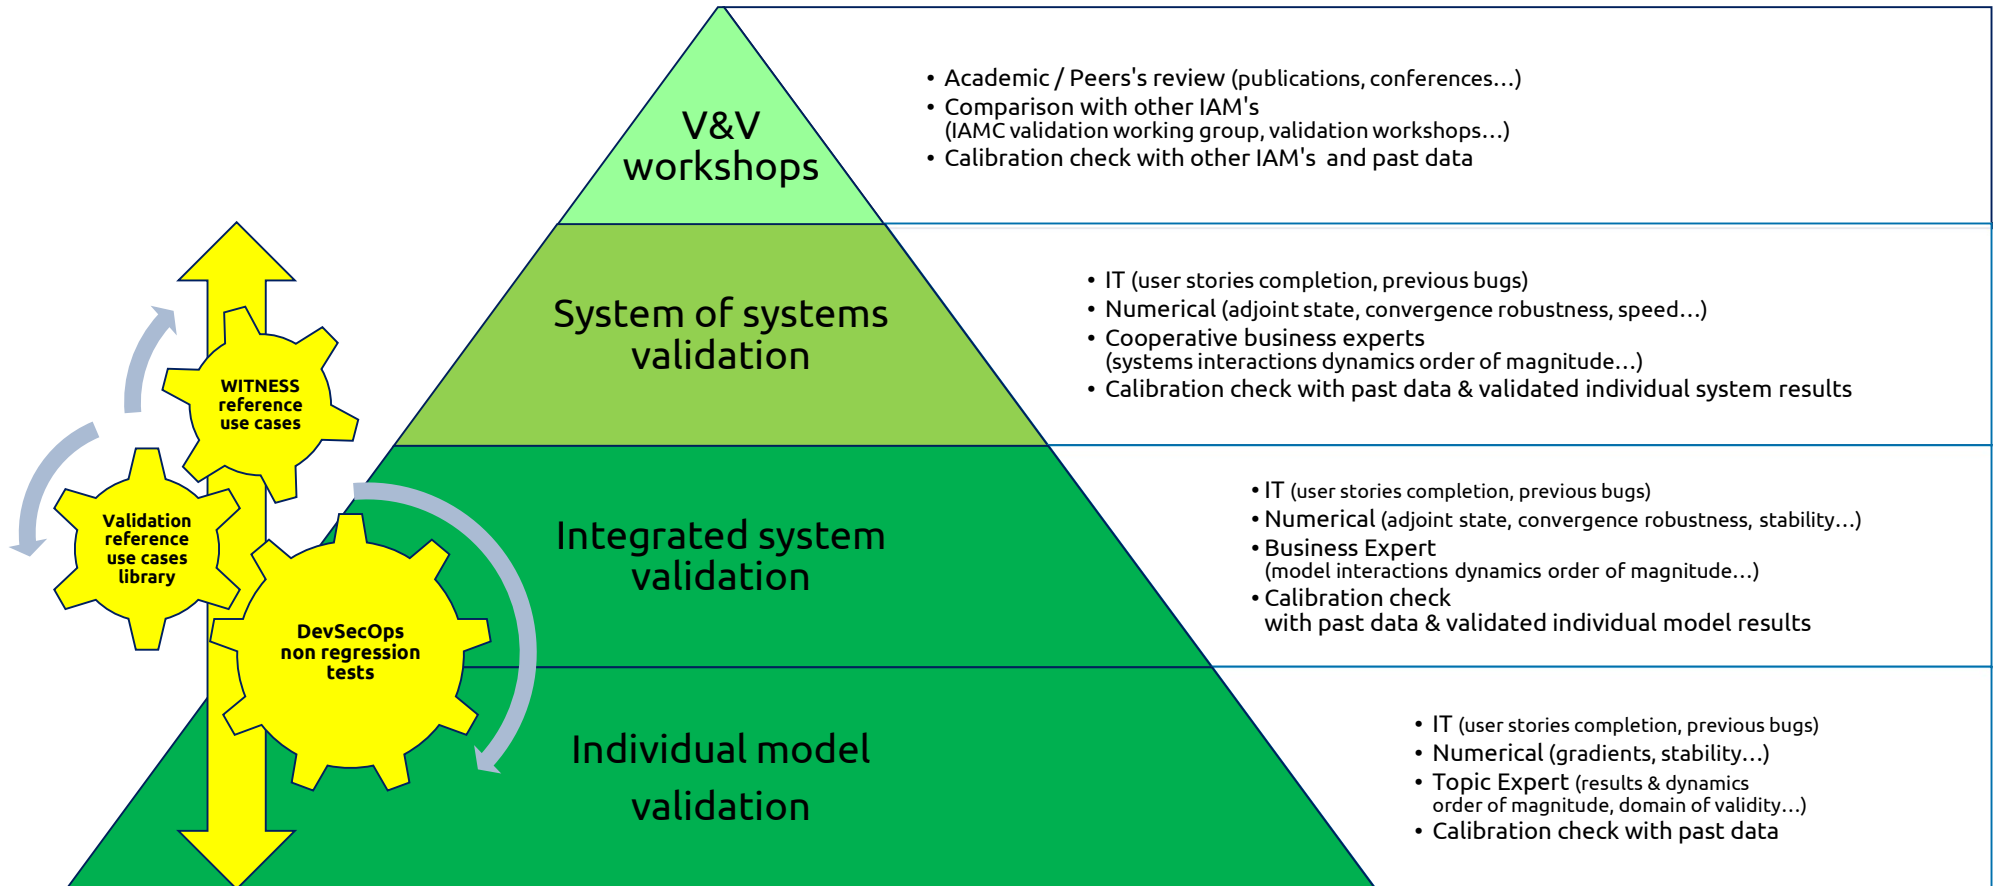 V&V
workshops
• Academic / Peers's review (publications, conferences…)
• Comparison with other IAM's
(IAMC validation working group, validation workshops…)
• Calibration check with other IAM's and past data
System of systems
validation
• IT (user stories completion, previous bugs)
• Numerical (adjoint state, convergence robustness, speed…)
• Cooperative business experts
(systems interactions dynamics order of magnitude…)
• Calibration check with past data & validated individual system results
WITNESS
reference
use cases
Validation
reference
use cases
library
DevSecOps
non regression
tests
Integrated system
validation
• IT (user stories completion, previous bugs)
• Numerical (adjoint state, convergence robustness, stability…)
• Business Expert
(model interactions dynamics order of magnitude…)
• Calibration check
with past data & validated individual model results
Individual model
validation
• IT (user stories completion, previous bugs)
• Numerical (gradients, stability…)
• Topic Expert (results & dynamics
order of magnitude, domain of validity…)
• Calibration check with past data